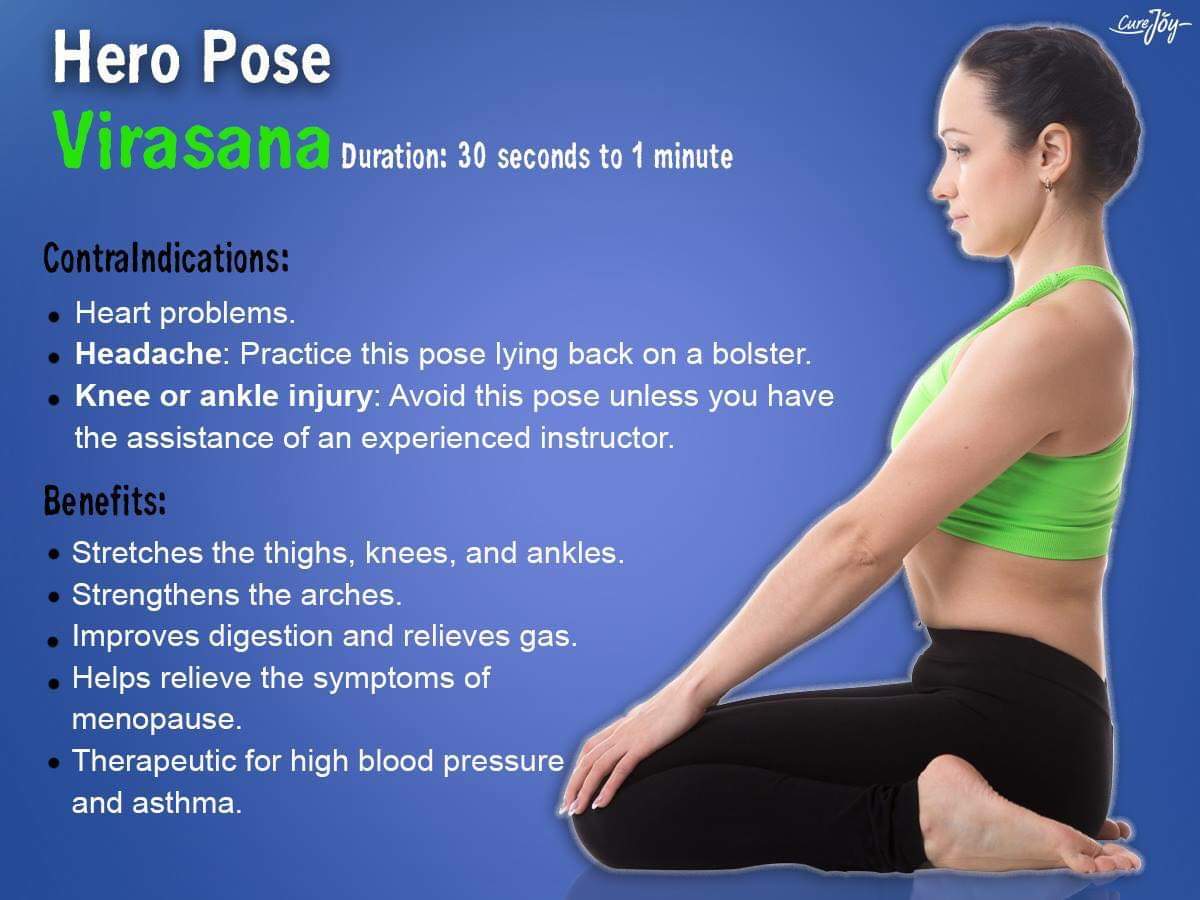 Cure Joy
Hero Pose
Virasana Duration: 30 seconds to 1 minute
ContraIndications:
• Heart problems.
• Headache: Practice this pose lying back on a bolster.
• Knee or ankle injury: Avoid this pose unless you have
the assistance of an experienced instructor.
Benefits:
• Stretches the thighs, knees, and ankles.
• Strengthens the arches.
• Improves digestion and relieves gas.
• Helps relieve the symptoms of
menopause.
• Therapeutic for high blood pressure
and asthma.